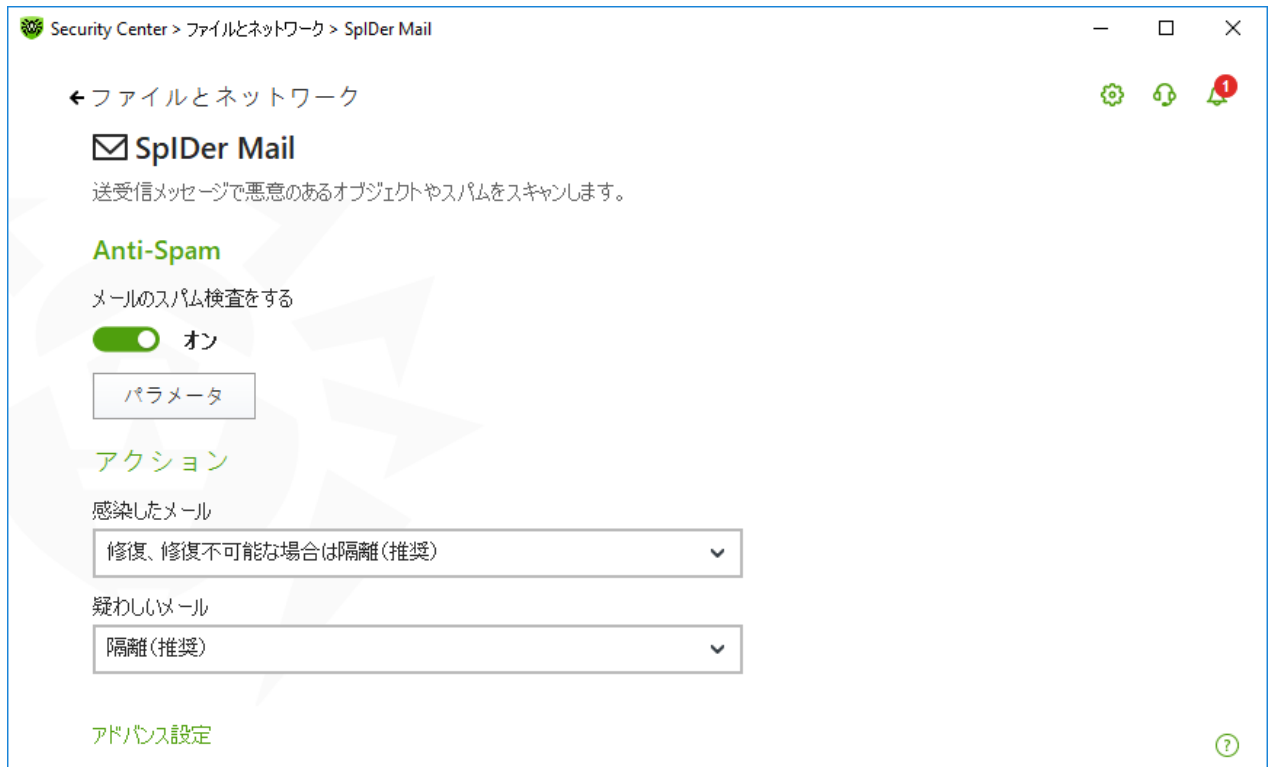 Security Center > ファイルとネットワーク > SpIDer Mail
ファイルとネットワーク
1
SpIDer Mail
送受信メッセージで悪意のあるオブジェクトやスパムをスキャンします。
Anti-Spam
メールのスパム検査をする
オン
パラメータ
アクション
感染したメール
修復、修復不可能な場合は隔離(推奨)
疑わしいメール
隔離(推奨)
アドバンス設定
?